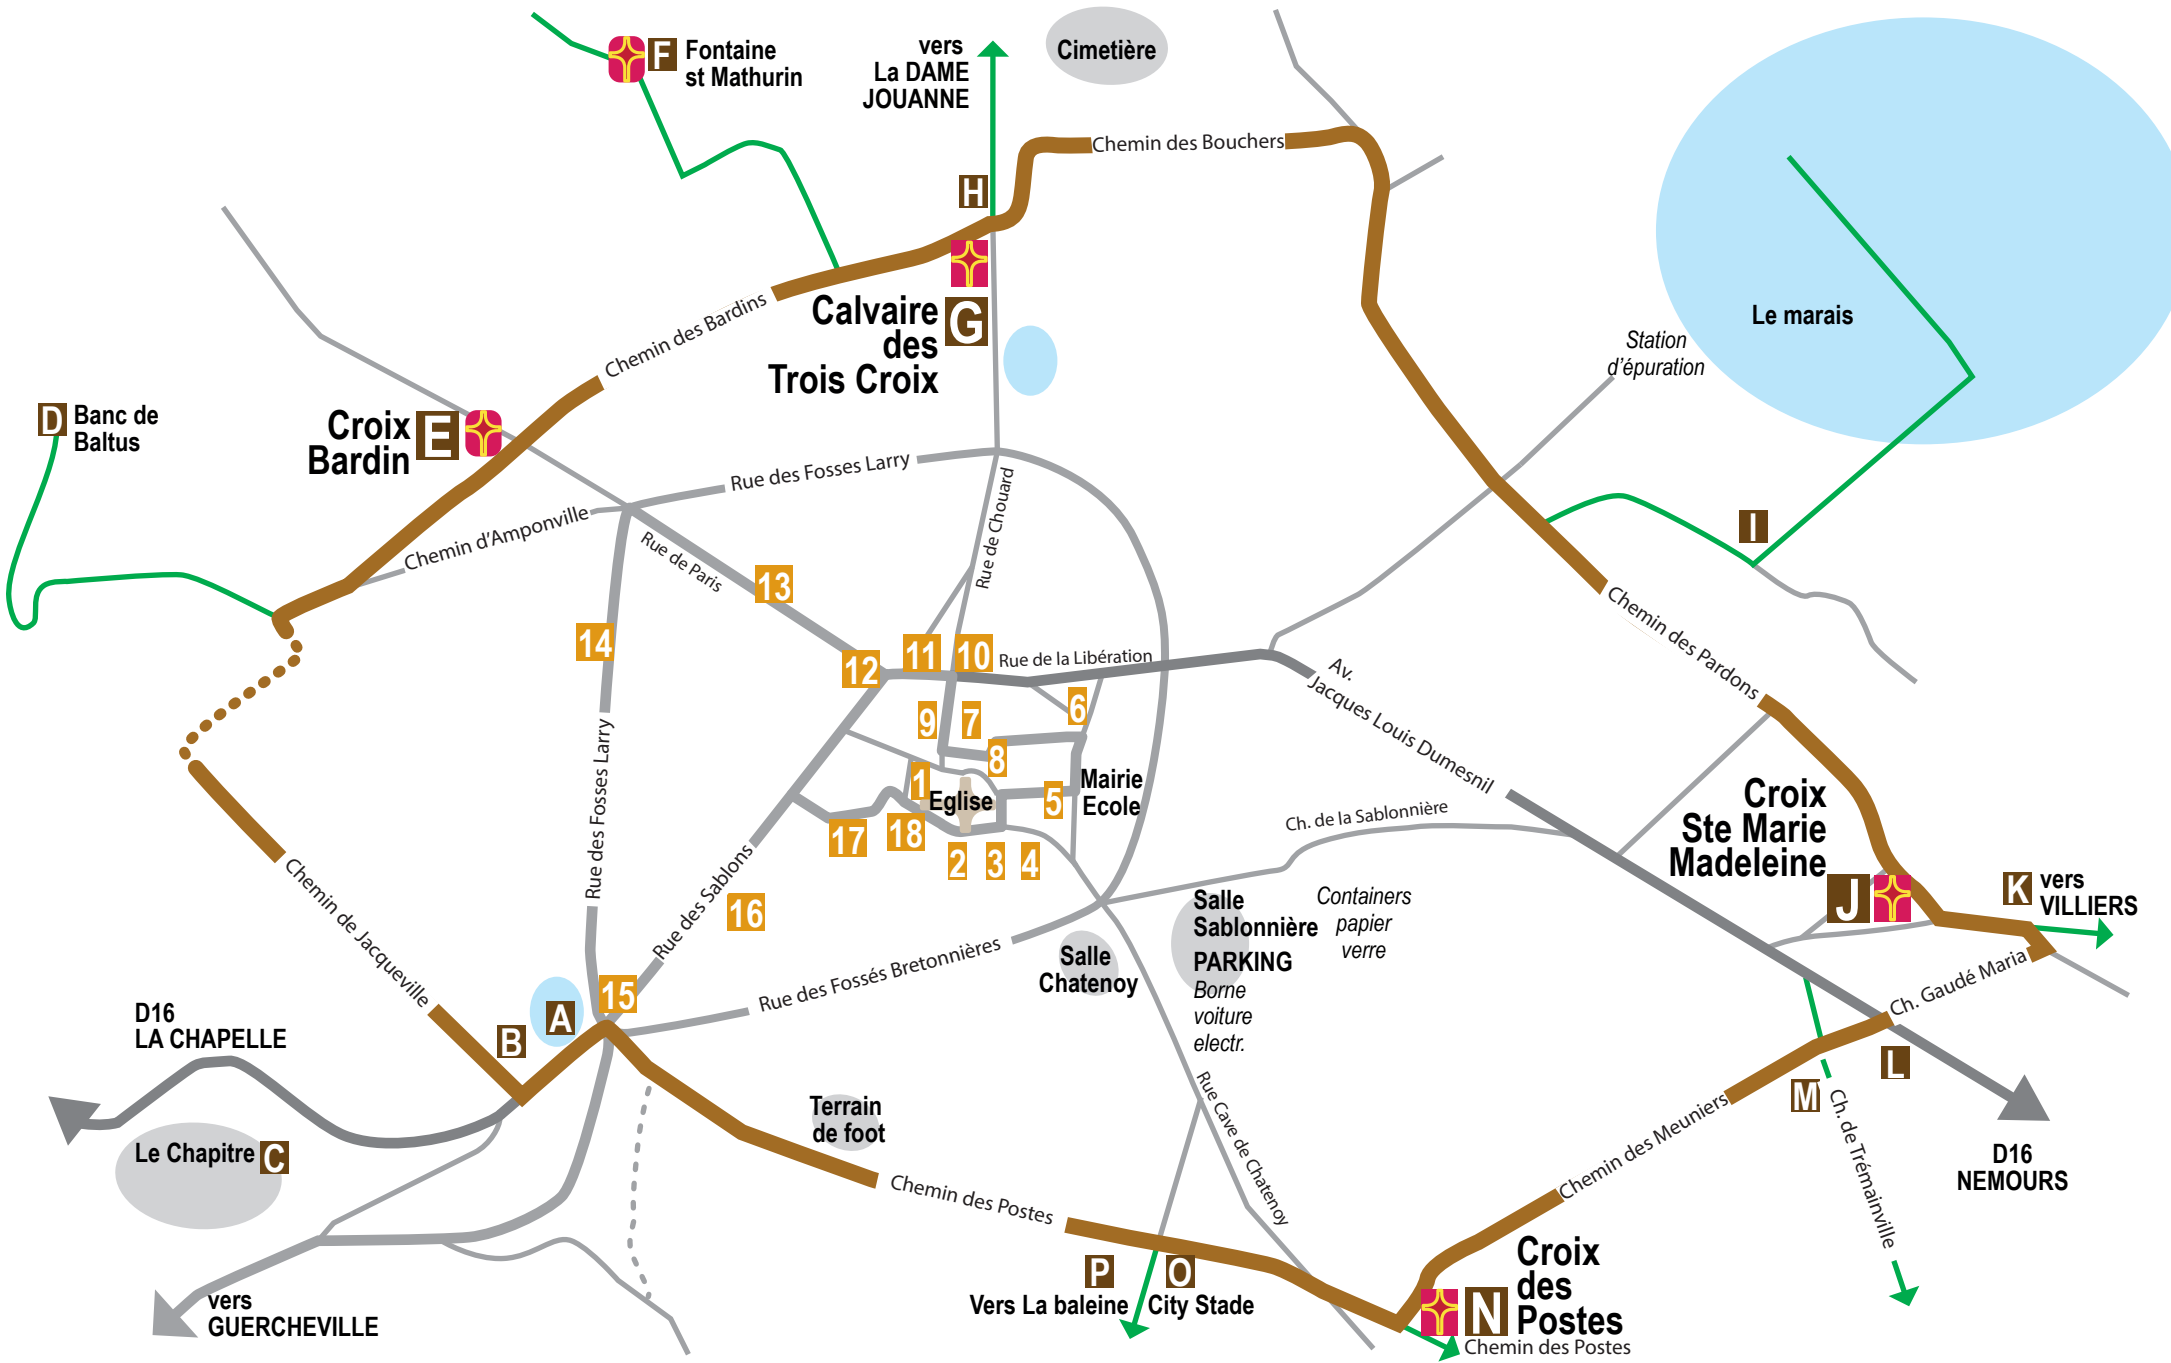 F Fontaine
st Mathurin
vers
La DAME
JOUANNE
Cimetière
Chemin des Bouchers
H
Chemin des Bardins
Calvaire
des
Trois Croix
G
Le marais
Station
d'épuration
D Banc de
Baltus
Croix
Bardin
E
Rue des Fosses Larry
Chemin d'Amponville
Rue de Chouard
Rue de Paris
I
13
14
11
10
12
Rue de la Libération
Chemin des Pardons
Av.
Jacques Louis Dumesnil
9
7
6
8
1
Eglise
5
Mairie
Ecole
Rue des Fosses Larry
17
18
2
3
4
Ch. de la Sablonnière
Croix
Ste Marie
Madeleine
J
K vers
VILLIERS
Rue des Sablons
16
Chemin de Jacqueville
Salle
Sablonnière
PARKING
Borne
voiture
electr.
Containers
papier
verre
Salle
Chatenoy
Rue des Fossés Bretonnières
Ch. Gaudé Maria
15
A
B
D16
LA CHAPELLE
L
M
Rue Cave de Chatenoy
Terrain
de foot
Chemin des Meuniers
Ch. de Trémainville
D16
NEMOURS
Le Chapitre C
Chemin des Postes
P
O
Vers La baleine
City Stade
N
Croix
des
Postes
Chemin des Postes
vers
GUERCHEVILLE